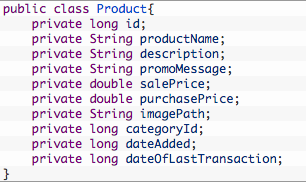 public class Product{
    private long id;
    private String productName;
    private String description;
    private String promoMessage;
    private double salePrice;
    private double purchasePrice;
    private String imagePath;
    private long categoryId;
    private long dateAdded;
    private long dateOfLastTransaction;
}